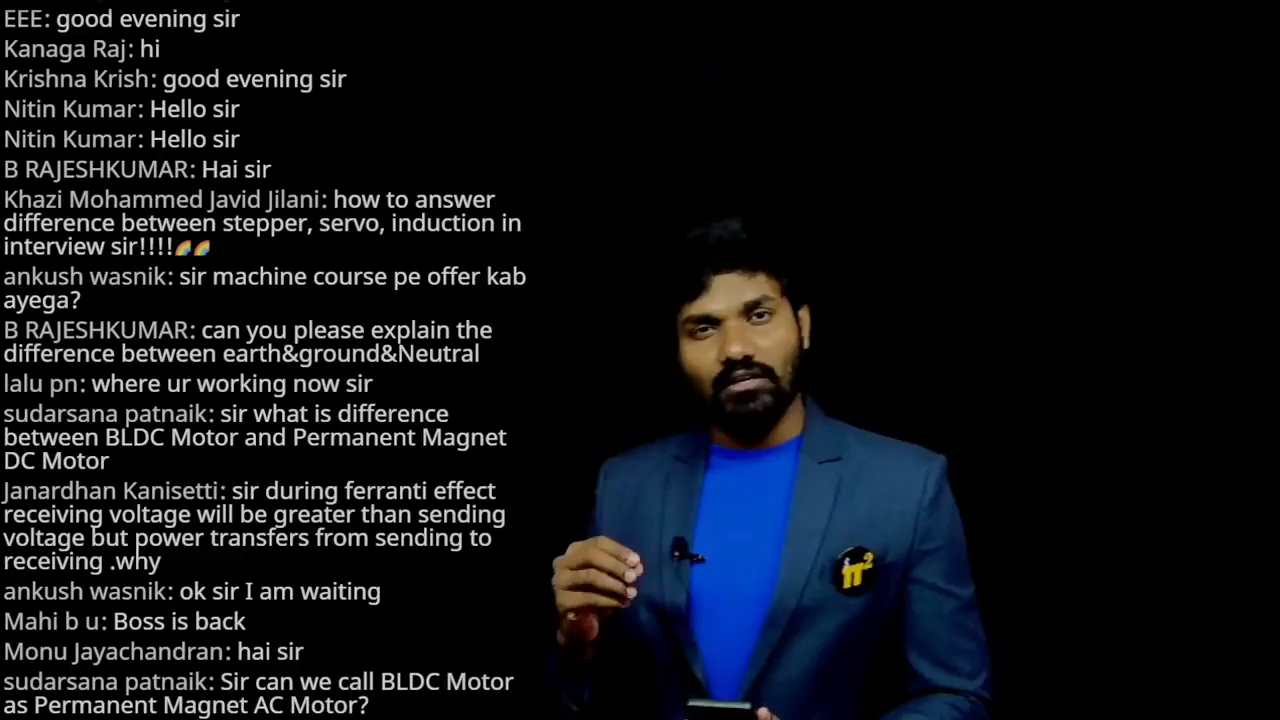 EEE: good evening sir
Kanaga Raj: hi
Krishna Krish: good evening sir
Nitin Kumar: Hello sir
Nitin Kumar: Hello sir
B RAJESHKUMAR: Hai sir
Khazi Mohammed Javid Jilani: how to answer
difference between stepper, servo, induction in
interview sir!!!!🌈🌈
ankush wasnik: sir machine course pe offer kab
ayega?
B RAJESHKUMAR: can you please explain the
difference between earth&ground&Neutral
lalu pn: where ur working now sir
sudarsana patnaik: sir what is difference
between BLDC Motor and Permanent Magnet
DC Motor
Janardhan Kanisetti: sir during ferranti effect
receiving voltage will be greater than sending
voltage but power transfers from sending to
receiving .why
ankush wasnik: ok sir I am waiting
Mahi b u: Boss is back
Monu Jayachandran: hai sir
sudarsana patnaik: Sir can we call BLDC Motor
as Permanent Magnet AC Motor?
π²